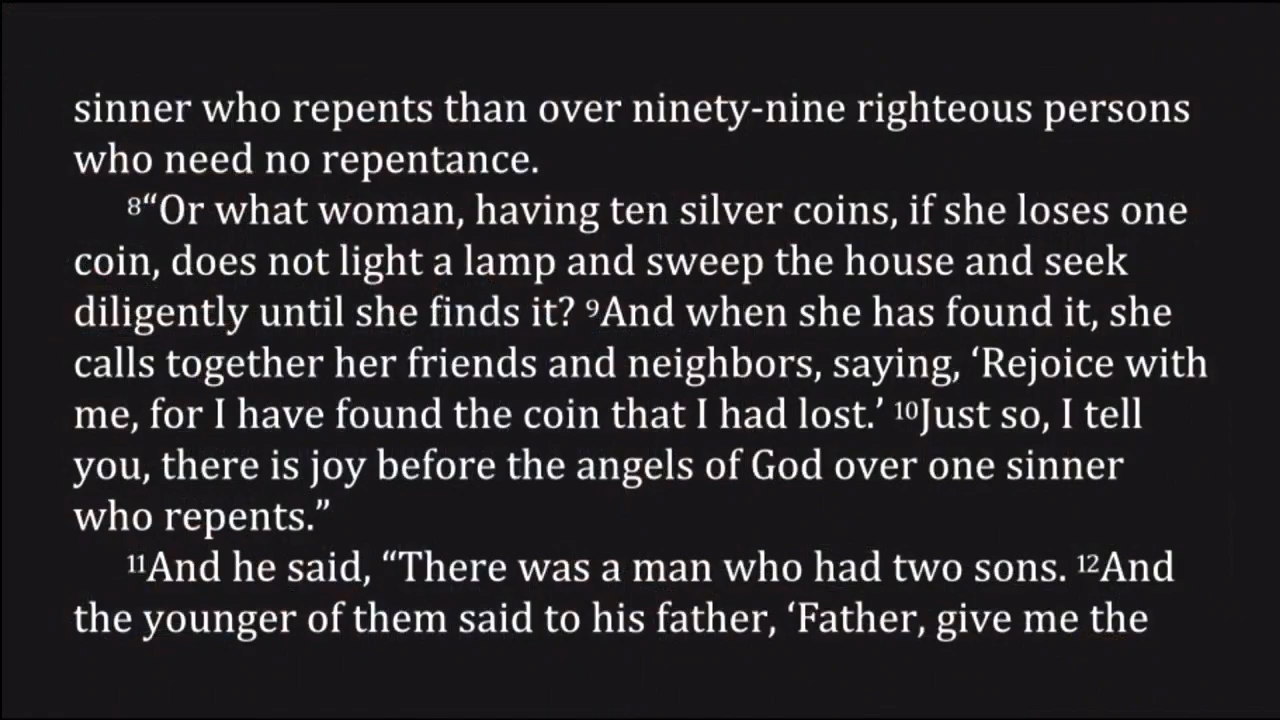 sinner who repents than over ninety-nine righteous persons
who need no repentance.
8“Or what woman, having ten silver coins, if she loses one
coin, does not light a lamp and sweep the house and seek
diligently until she finds it? 9And when she has found it, she
calls together her friends and neighbors, saying, ‘Rejoice with
me, for I have found the coin that I had lost.’ 10Just so, I tell
you, there is joy before the angels of God over one sinner
who repents.”
11And he said, “There was a man who had two sons. 12And
the younger of them said to his father, ‘Father, give me the